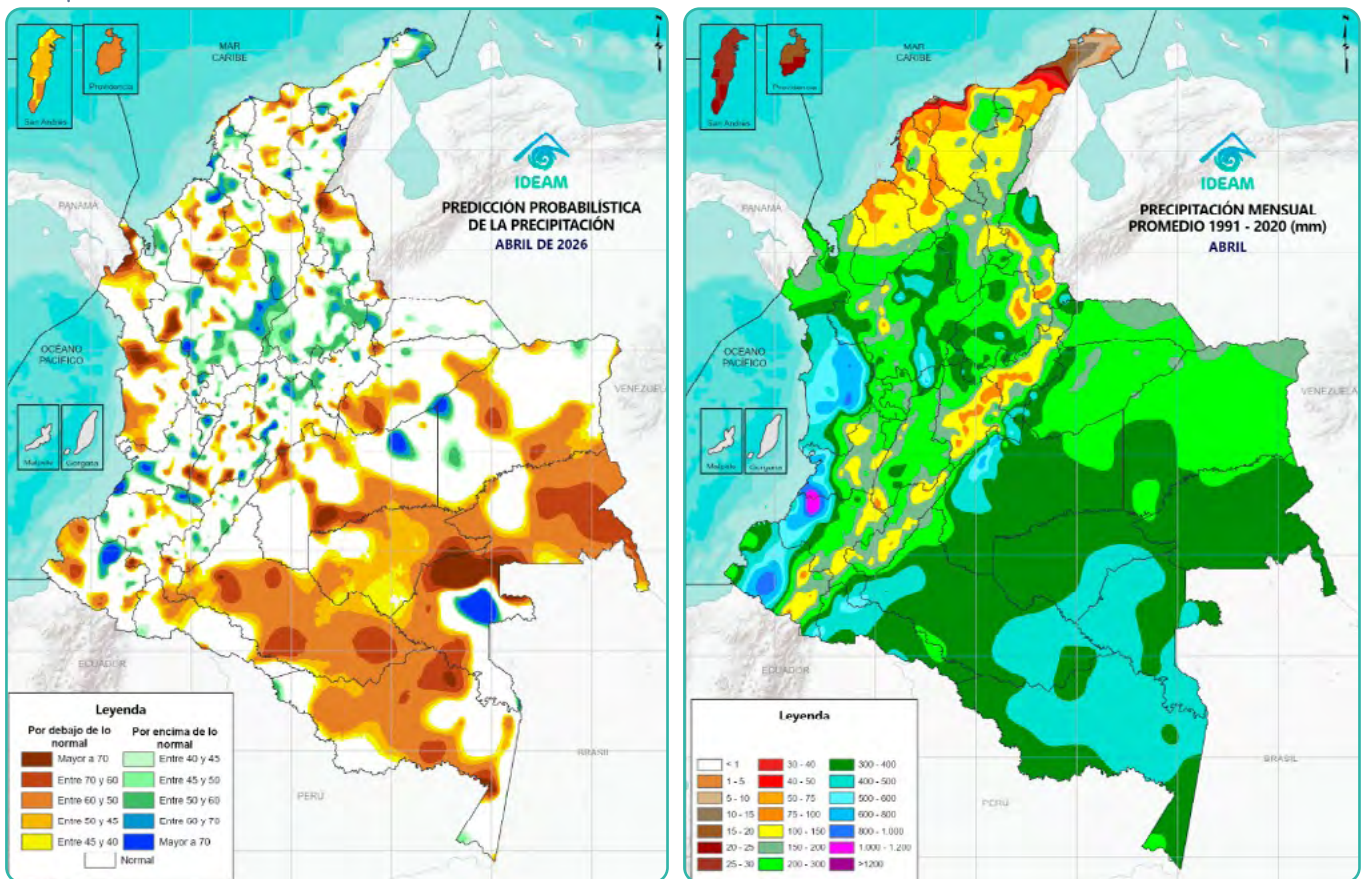 MAR
CARIBE
San Andrés
Providencia
PANAMÁ
IDEAM
PREDICCIÓN PROBABILÍSTICA
DE LA PRECIPITACIÓN
ABRIL DE 2026
OCÉANO
PACÍFICO
VENEZUELA
Malpelo
Gorgona
ECUADOR
PERÚ
BRASIL
Leyenda
Por debajo de lo
normal
Por encima de lo
normal
Mayor a 70
Entre 40 y 45
Entre 70 y 60
Entre 45 y 50
Entre 60 y 50
Entre 50 y 60
Entre 50 y 45
Entre 60 y 70
Entre 45 y 40
Mayor a 70
Normal
MAR
CARIBE
San Andrés
Providencia
PANAMÁ
IDEAM
PRECIPITACIÓN MENSUAL
PROMEDIO 1991 - 2020 (mm)
ABRIL
OCÉANO
PACÍFICO
VENEZUELA
Malpelo
Gorgona
ECUADOR
PERÚ
BRASIL
Leyenda
< 1
30 - 40
300 - 400
1 - 5
40 - 50
400 - 500
5 - 10
50 - 75
500 - 600
10 - 15
75 - 100
600 - 800
15 - 20
100 - 150
800 - 1.000
20 - 25
150 - 200
1.000 - 1.200
25 - 30
200 - 300
>1200